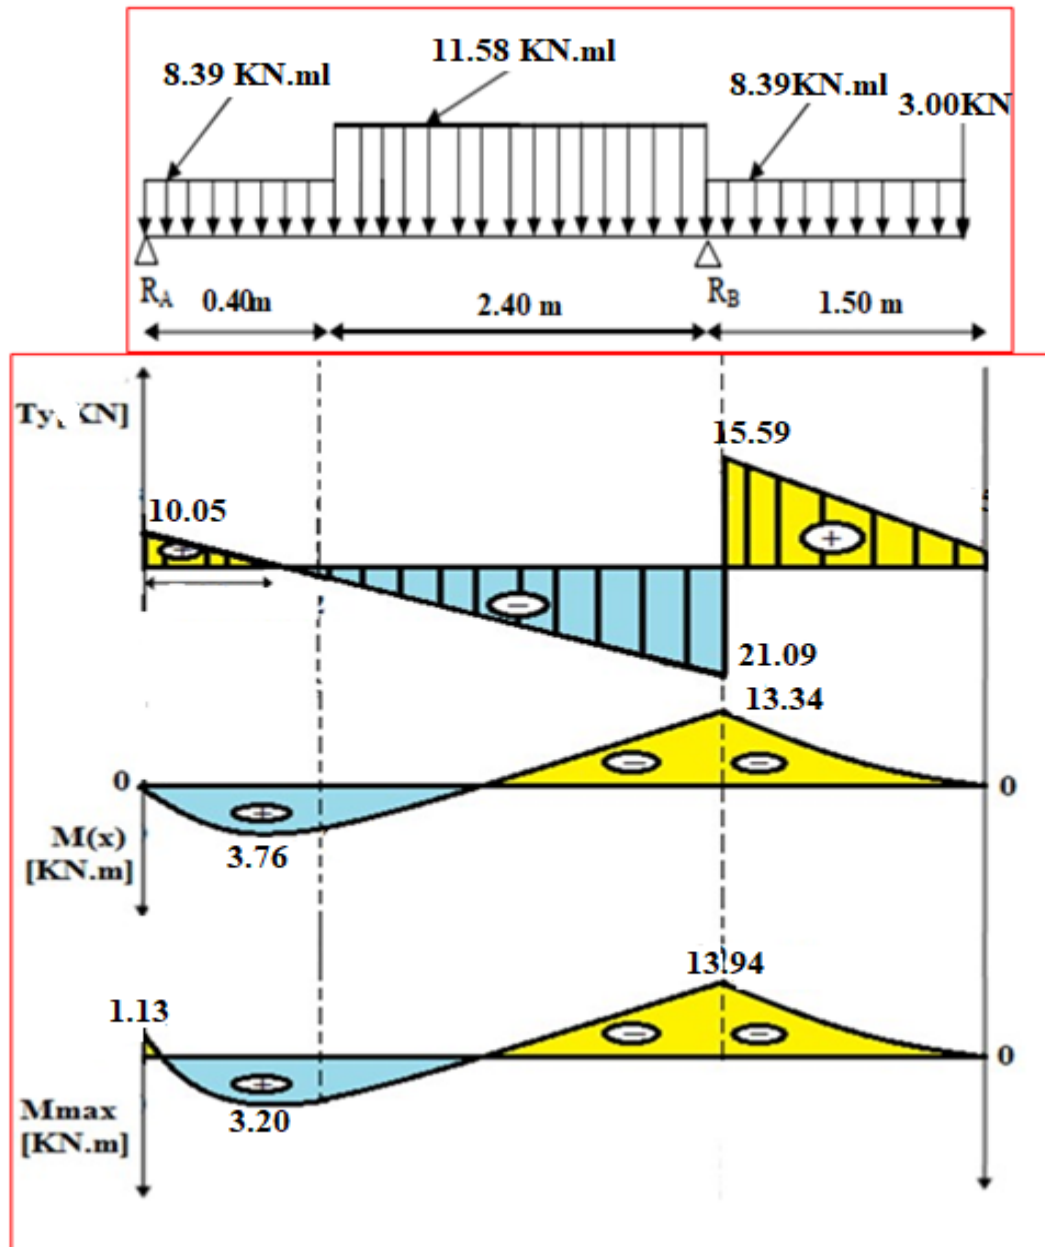 11.58 KN.ml
8.39 KN.ml
8.39KN.ml
3.00KN
RA
0.40m
2.40 m
RB
1.50 m
KN]
15.59
10.05
21.09
13.34
0
0
M(x)
[KN.m]
3.76
13.94
1.13
0
Mmax
[KN.m]
3.20